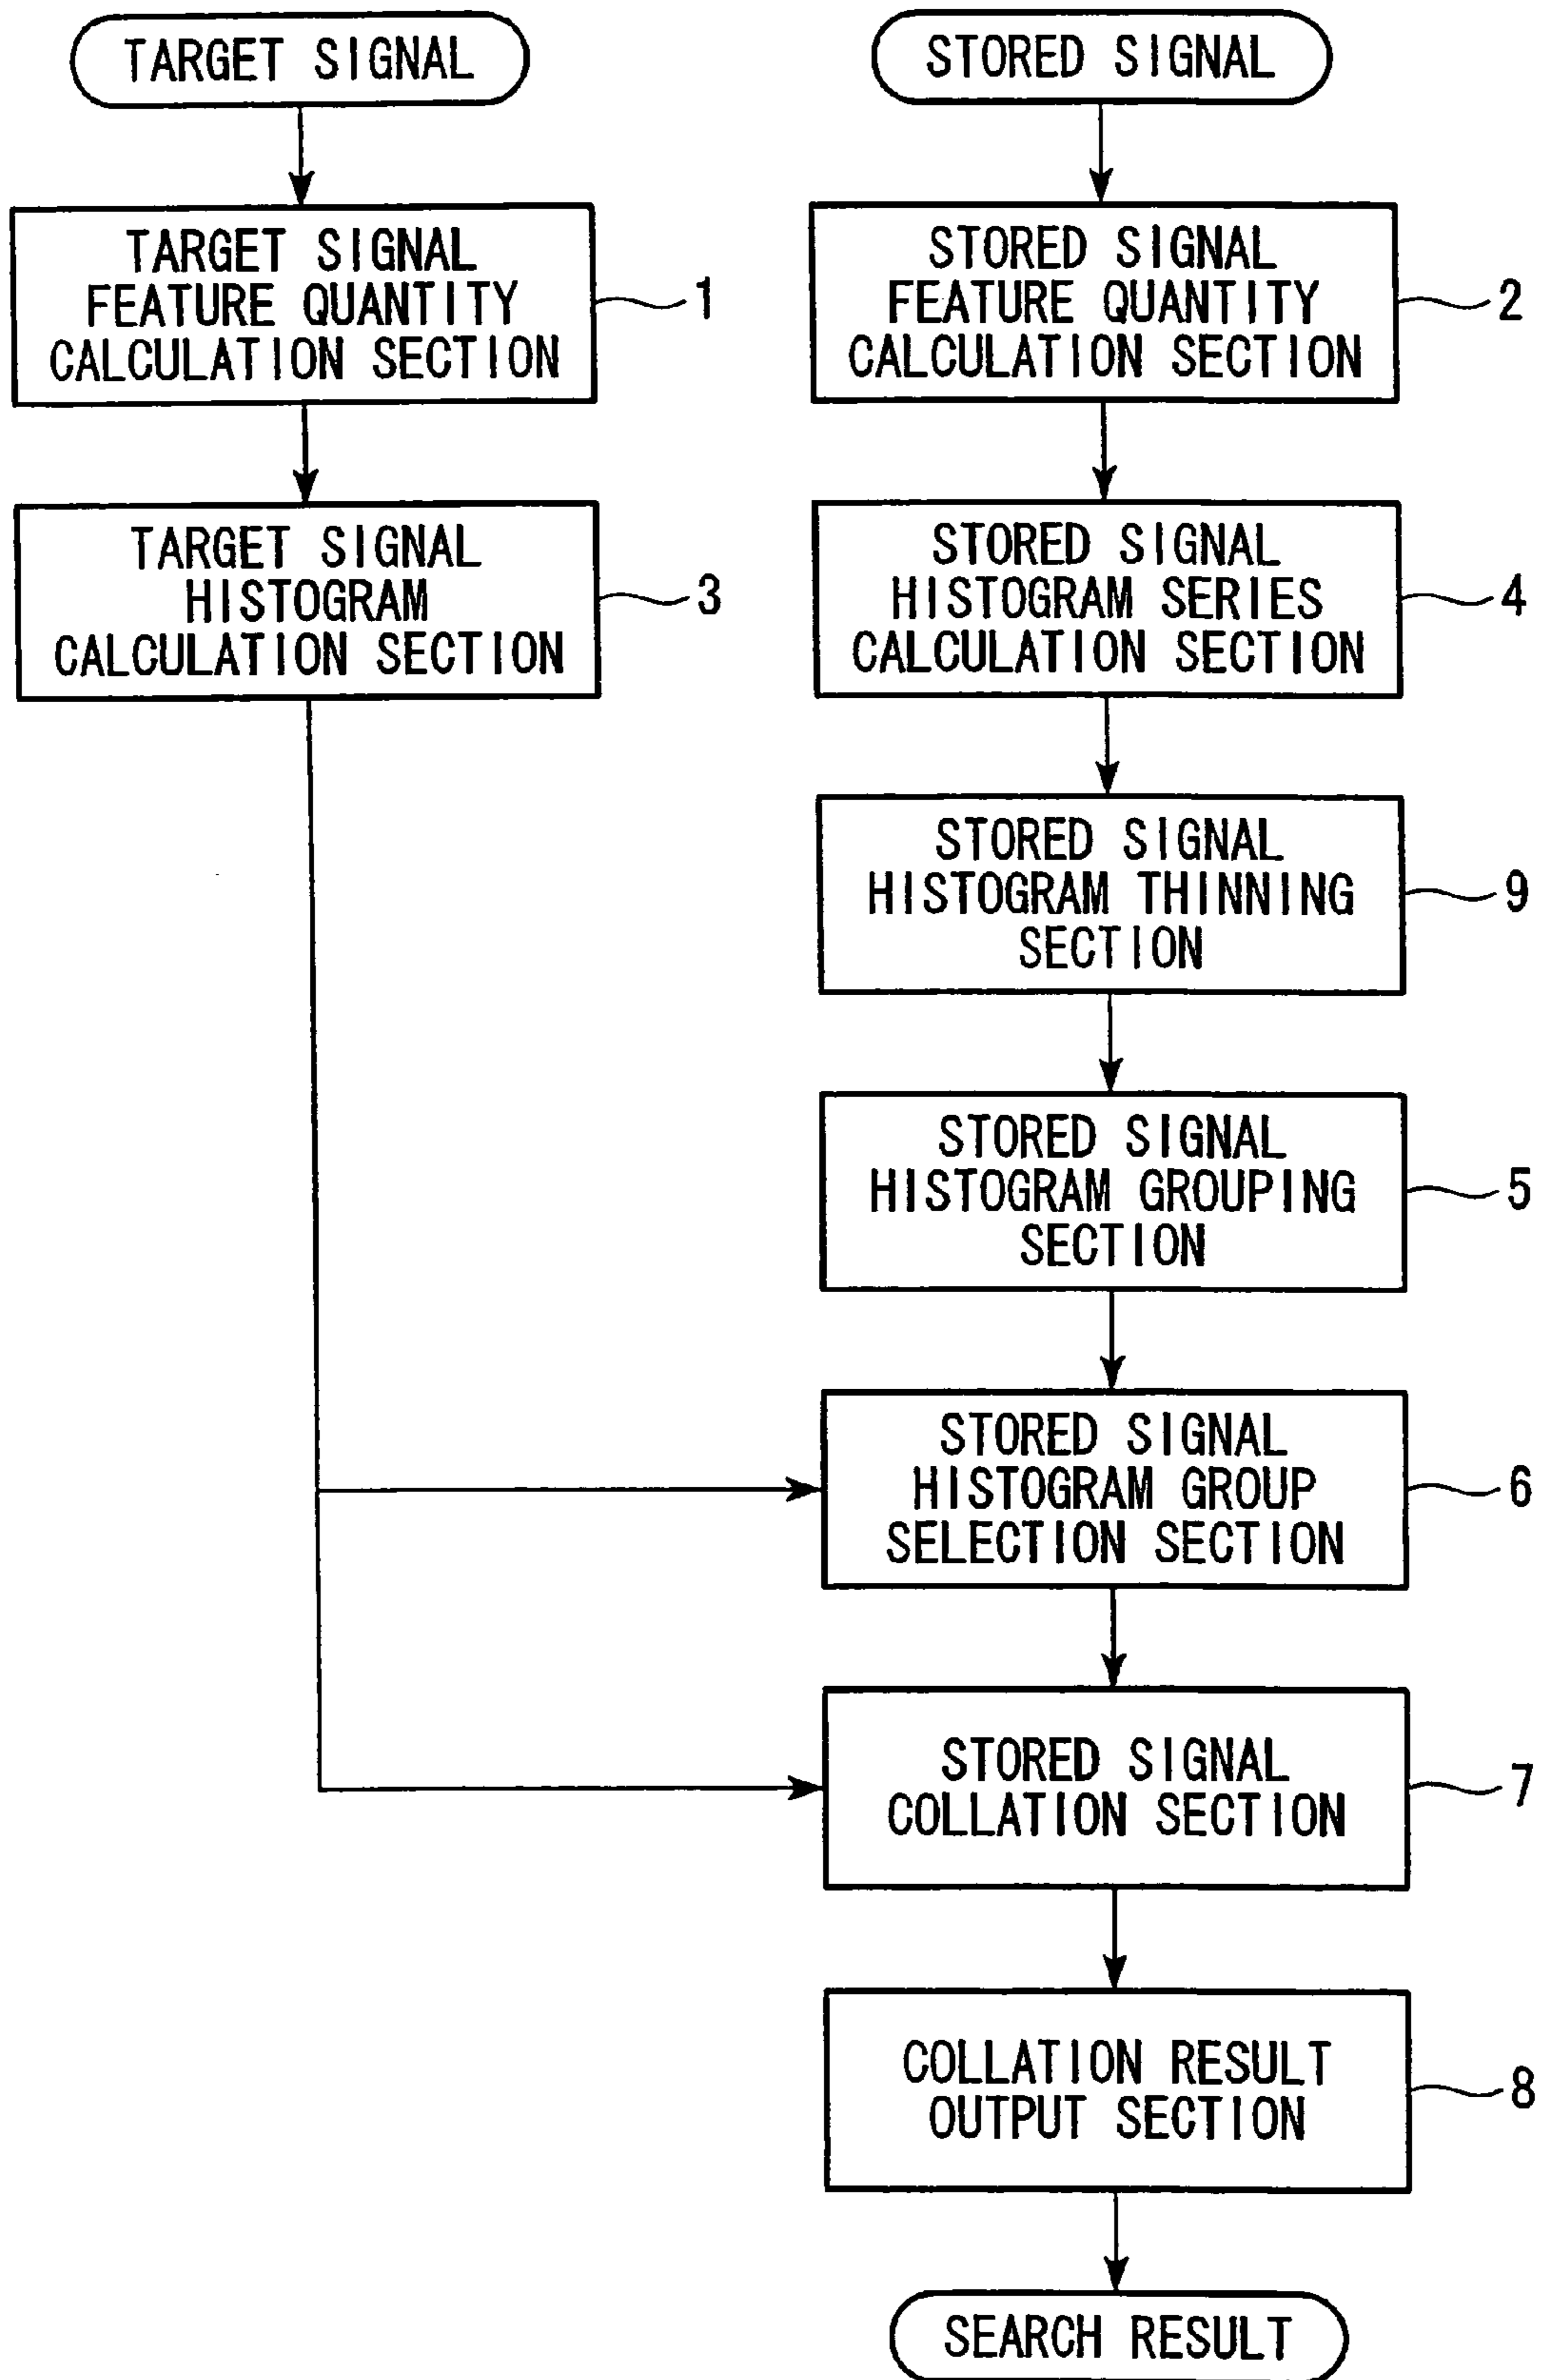 TARGET SIGNAL
STORED SIGNAL
TARGET SIGNAL
FEATURE QUANTITY
CALCULATION SECTION
1
STORED SIGNAL
FEATURE QUANTITY
CALCULATION SECTION
2
TARGET SIGNAL
HISTOGRAM
CALCULATION SECTION
3
STORED SIGNAL
HISTOGRAM SERIES
CALCULATION SECTION
4
STORED SIGNAL
HISTOGRAM THINNING
SECTION
9
STORED SIGNAL
HISTOGRAM GROUPING
SECTION
5
STORED SIGNAL
HISTOGRAM GROUP
SELECTION SECTION
6
STORED SIGNAL
COLLATION SECTION
7
COLLATION RESULT
OUTPUT SECTION
8
SEARCH RESULT